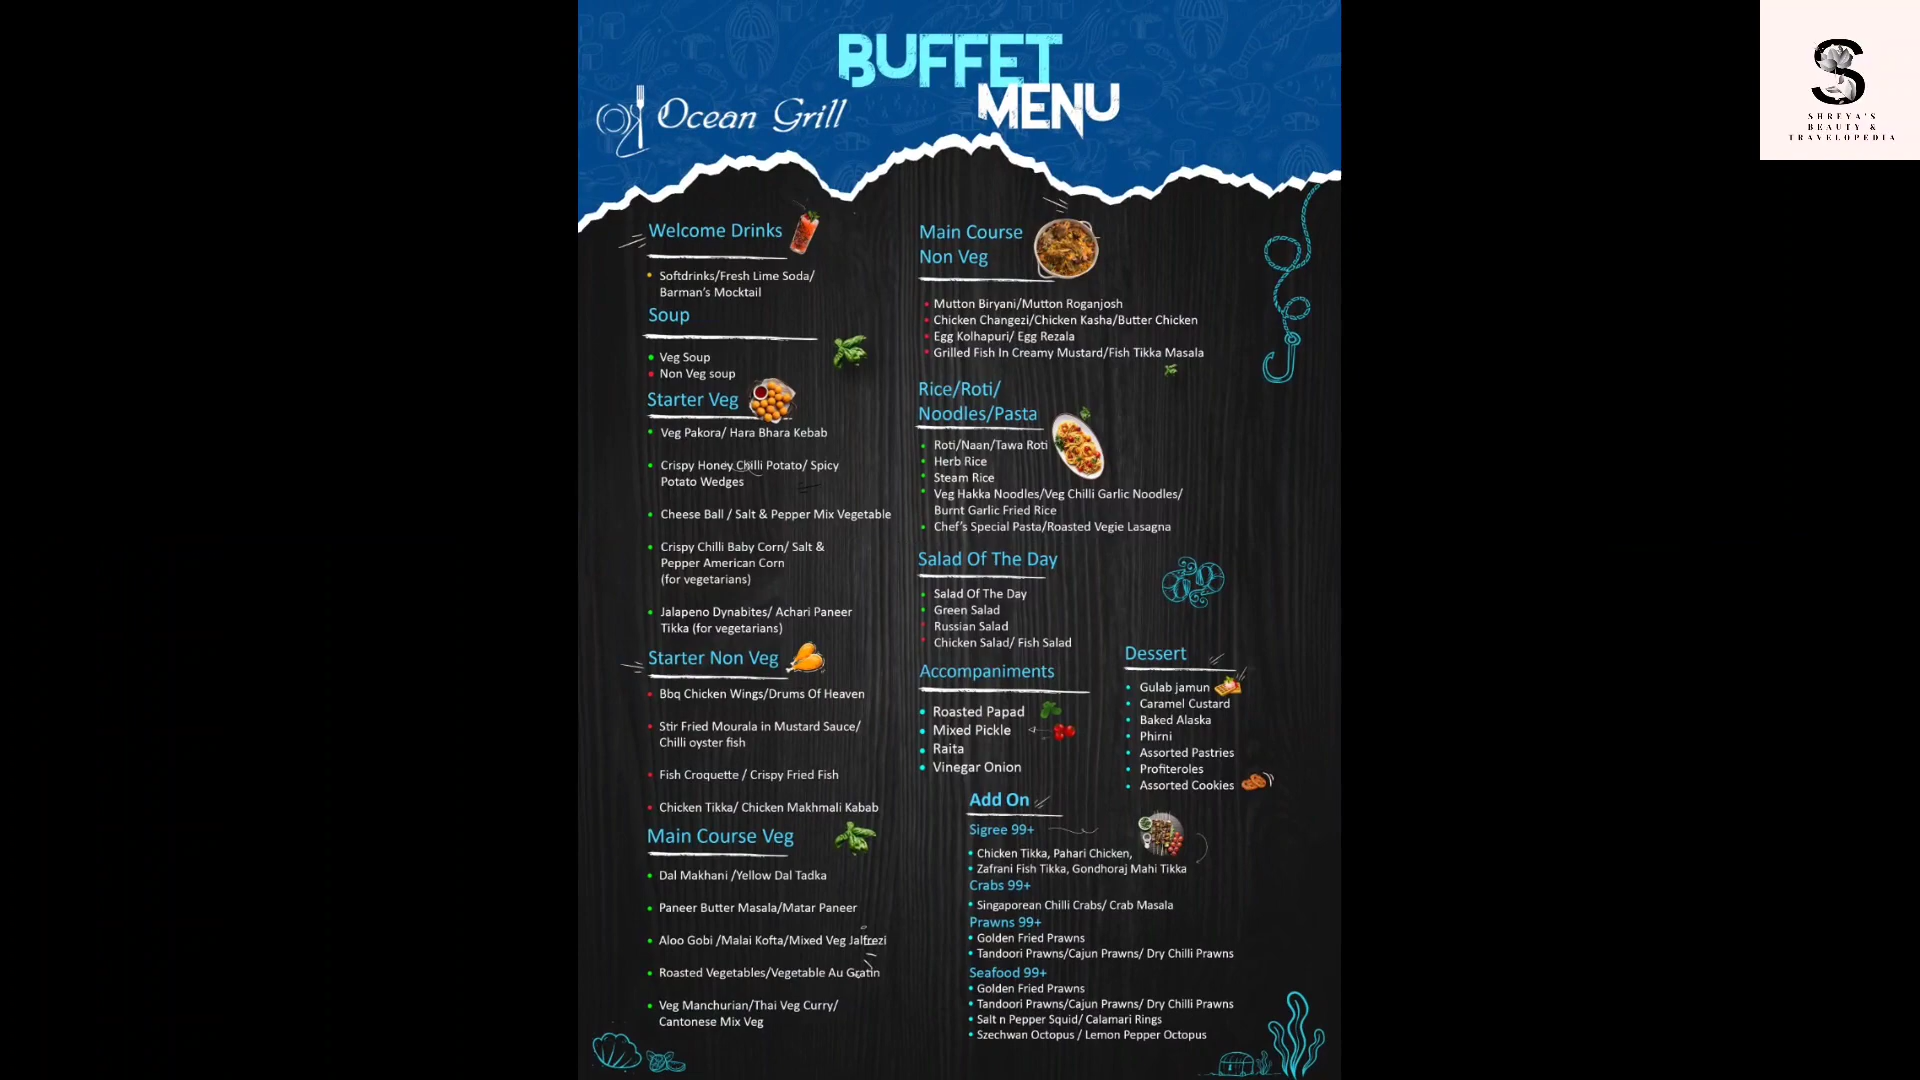 BUFFET
MENU
Ocean Grill
S
SHREYA'S
BEAUTY &
TRAVELOPEDIA
Welcome Drinks
Softdrinks/Fresh Lime Soda/
Barman's Mocktail
Soup
Veg Soup
Non Veg soup
Starter Veg
Veg Pakora/ Hara Bhara Kebab
Crispy Honey Chilli Potato/ Spicy
Potato Wedges
Cheese Ball / Salt & Pepper Mix Vegetable
Crispy Chilli Baby Corn/ Salt &
Pepper American Corn
(for vegetarians)
Jalapeno Dynabites/ Achari Paneer
Tikka (for vegetarians)
Starter Non Veg
Bbq Chicken Wings/Drums Of Heaven
Stir Fried Mourala in Mustard Sauce/
Chilli oyster fish
Fish Croquette / Crispy Fried Fish
Chicken Tikka/ Chicken Makhmali Kabab
Main Course Veg
Dal Makhani /Yellow Dal Tadka
Paneer Butter Masala/Matar Paneer
Aloo Gobi /Malai Kofta/Mixed Veg Jalfrezi
Roasted Vegetables/Vegetable Au Gratin
Veg Manchurian/Thai Veg Curry/
Cantonese Mix Veg
Main Course
Non Veg
Mutton Biryani/Mutton Roganjosh
Chicken Changezi/Chicken Kasha/Butter Chicken
Egg Kolhapuri/ Egg Rezala
Grilled Fish In Creamy Mustard/Fish Tikka Masala
Rice/Roti/
Noodles/Pasta
Roti/Naan/Tawa Roti
Herb Rice
Steam Rice
Veg Hakka Noodles/Veg Chilli Garlic Noodles/
Burnt Garlic Fried Rice
Chef's Special Pasta/Roasted Vegie Lasagna
Salad Of The Day
Salad Of The Day
Green Salad
Russian Salad
Chicken Salad/ Fish Salad
Accompaniments
Roasted Papad
Mixed Pickle
Raita
Vinegar Onion
Dessert
Gulab jamun
Caramel Custard
Baked Alaska
Phirni
Assorted Pastries
Profiteroles
Assorted Cookies
Add On
Sigree 99+
Chicken Tikka, Pahari Chicken,
Zafrani Fish Tikka, Gondhoraj Mahi Tikka
Crabs 99+
Singaporean Chilli Crabs/ Crab Masala
Prawns 99+
Golden Fried Prawns
Tandoori Prawns/Cajun Prawns/ Dry Chilli Prawns
Seafood 99+
Golden Fried Prawns
Tandoori Prawns/Cajun Prawns/ Dry Chilli Prawns
Salt n Pepper Squid/ Calamari Rings
Szechwan Octopus / Lemon Pepper Octopus